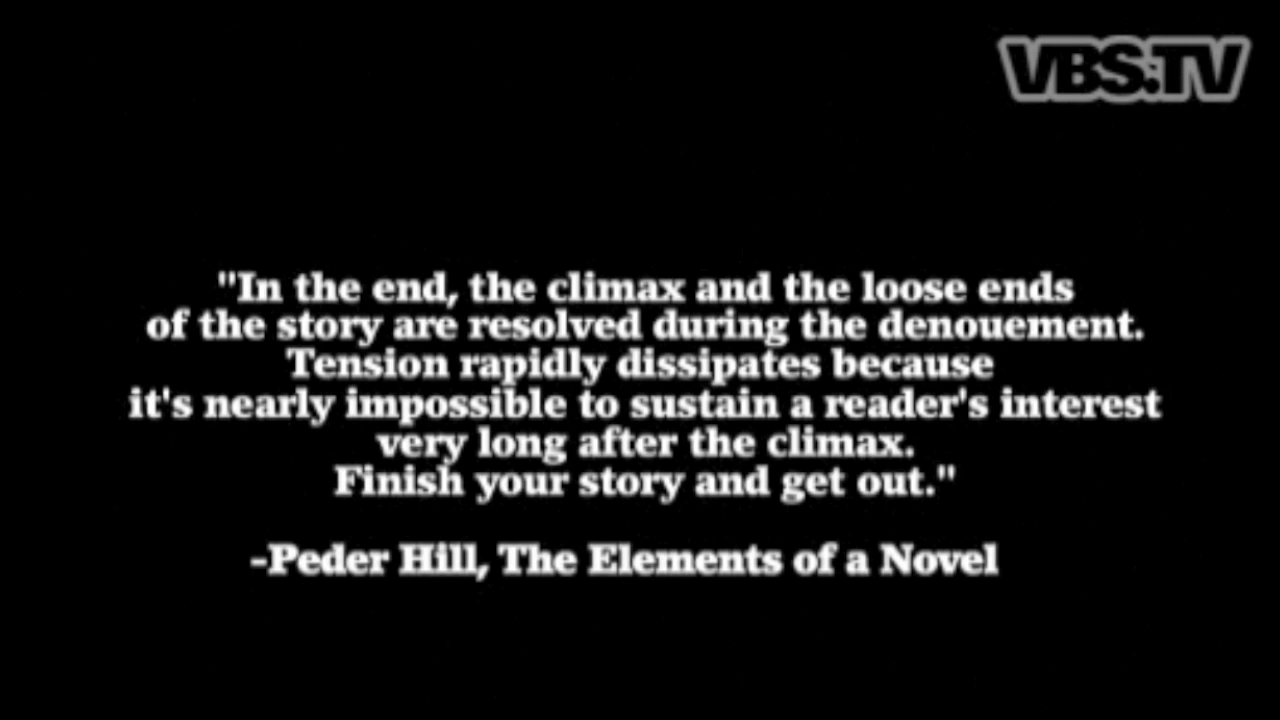 VBS.TV
"In the end, the climax and the loose ends
of the story are resolved during the denouement.
Tension rapidly dissipates because
it's nearly impossible to sustain a reader's interest
very long after the climax.
Finish your story and get out."
-Peder Hill, The Elements of a Novel